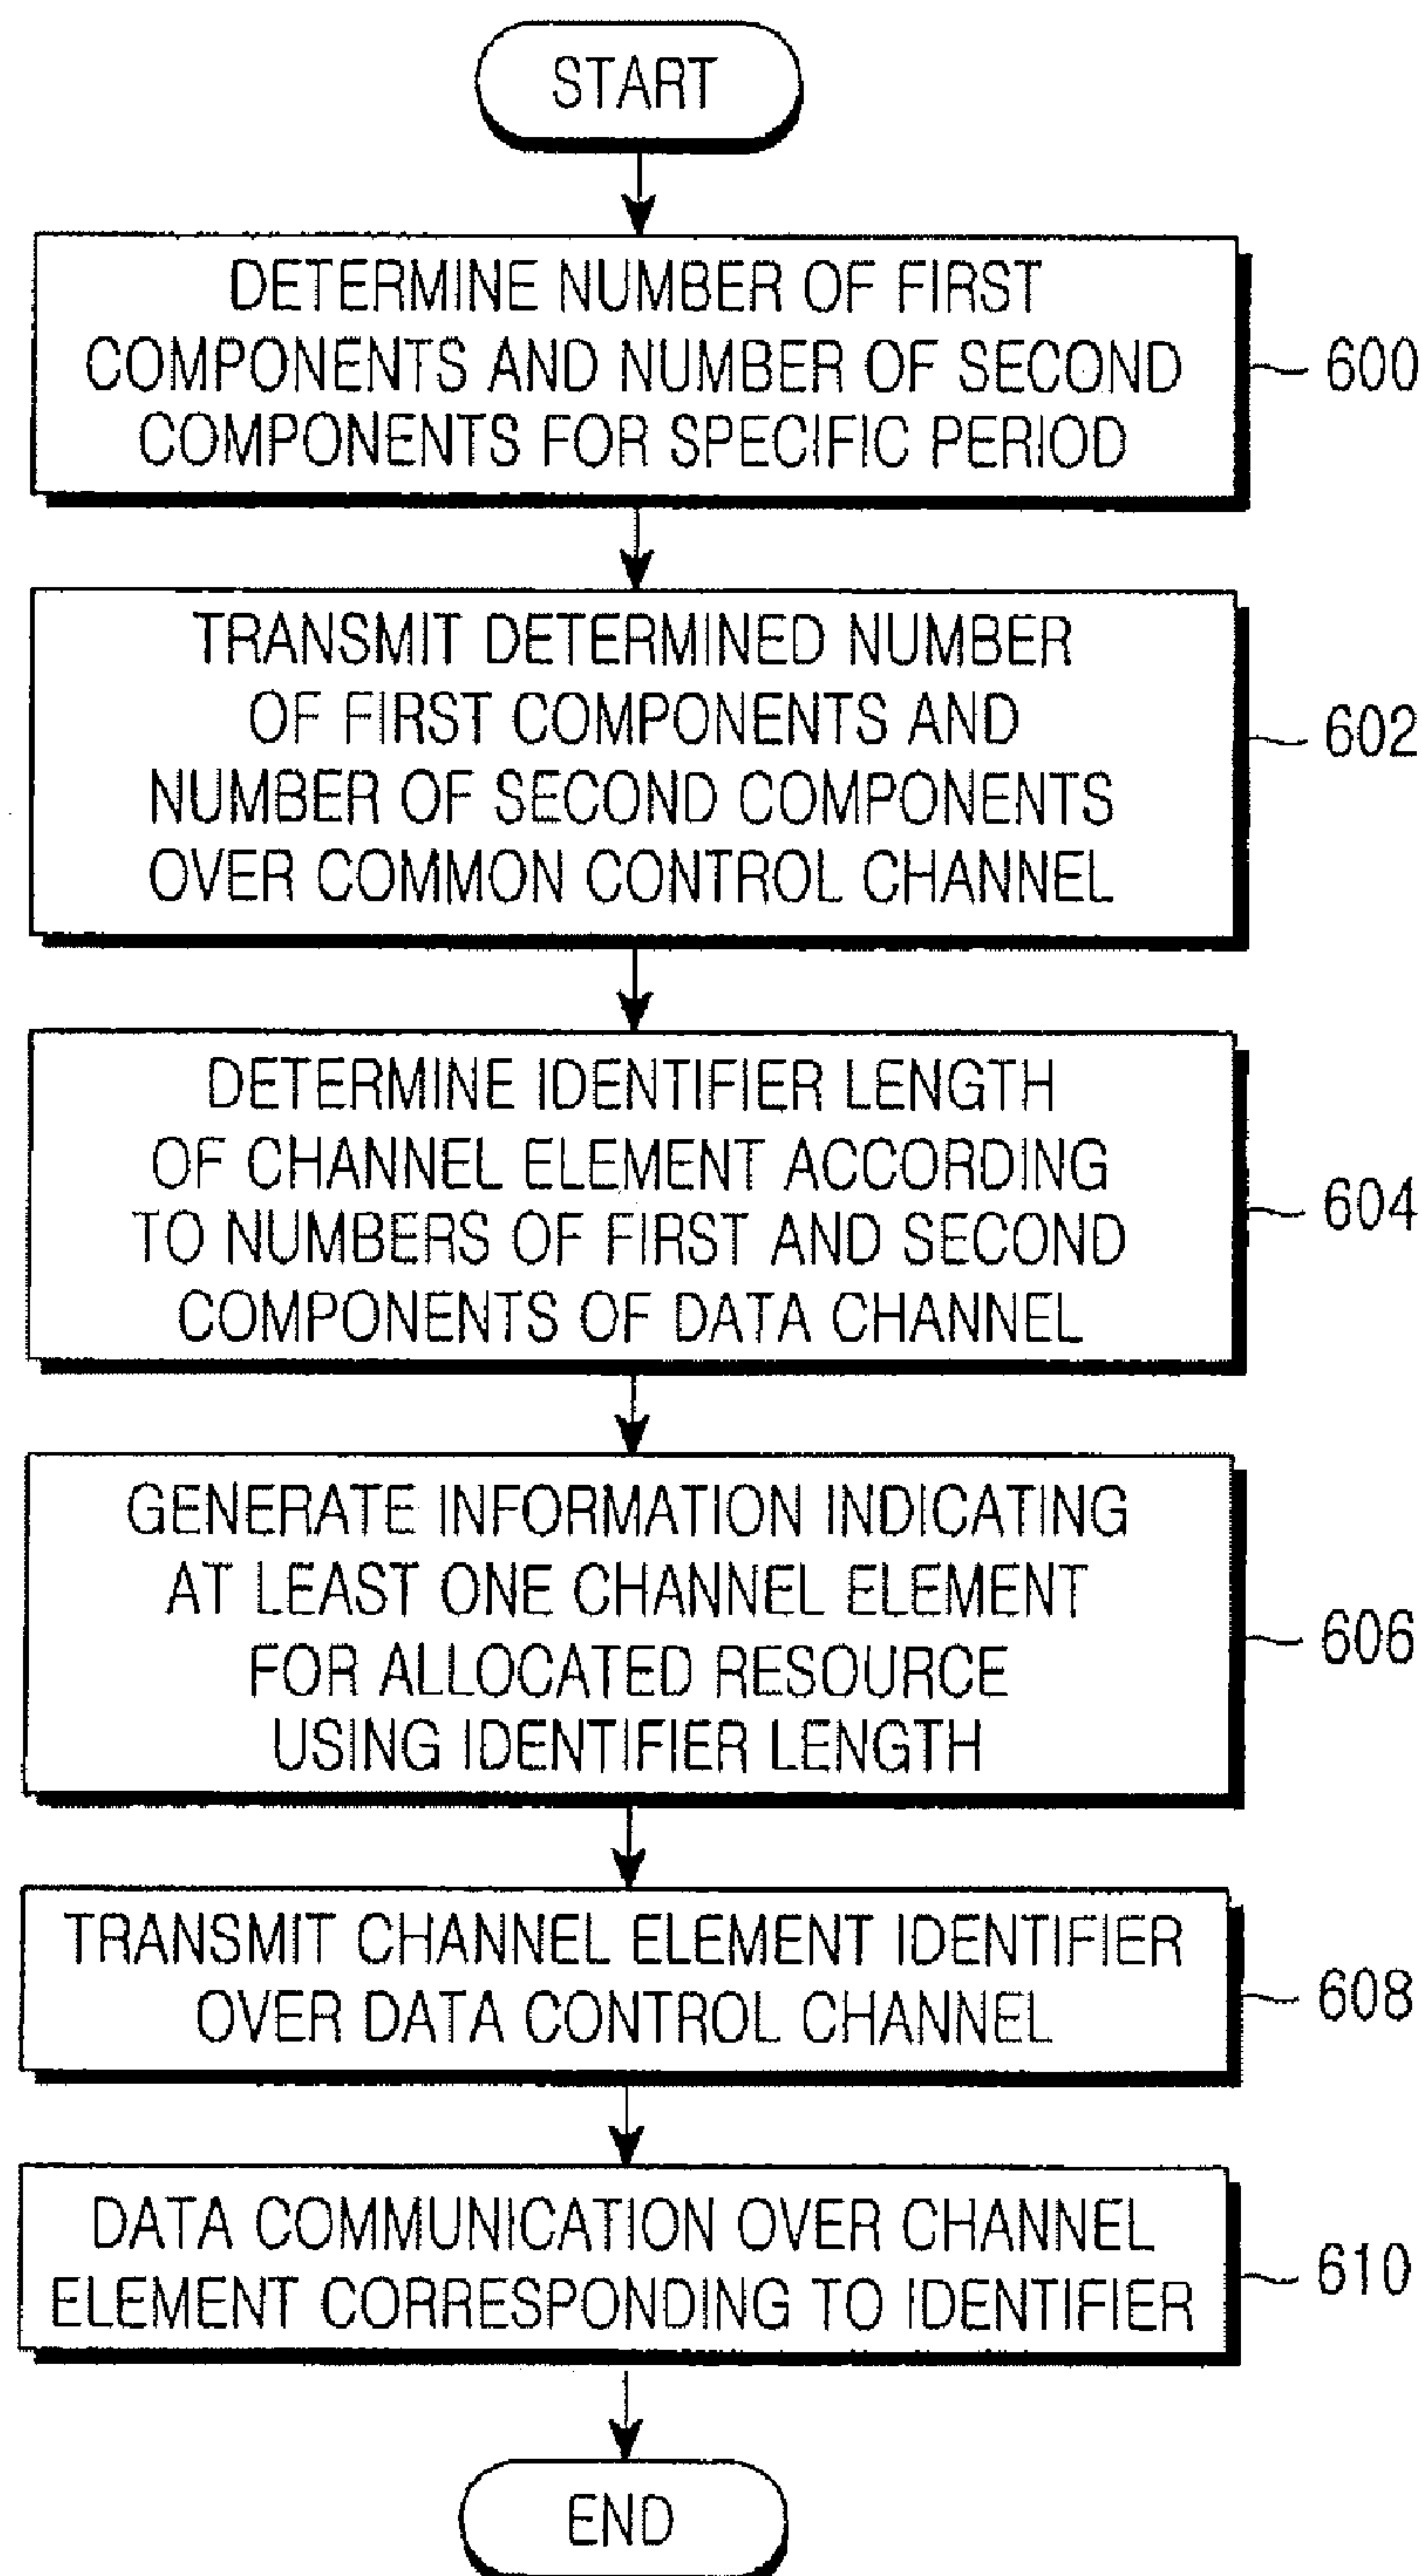 START
DETERMINE NUMBER OF FIRST
COMPONENTS AND NUMBER OF SECOND
COMPONENTS FOR SPECIFIC PERIOD
600
TRANSMIT DETERMINED NUMBER
OF FIRST COMPONENTS AND
NUMBER OF SECOND COMPONENTS
OVER COMMON CONTROL CHANNEL
602
DETERMINE IDENTIFIER LENGTH
OF CHANNEL ELEMENT ACCORDING
TO NUMBERS OF FIRST AND SECOND
COMPONENTS OF DATA CHANNEL
604
GENERATE INFORMATION INDICATING
AT LEAST ONE CHANNEL ELEMENT
FOR ALLOCATED RESOURCE
USING IDENTIFIER LENGTH
606
TRANSMIT CHANNEL ELEMENT IDENTIFIER
OVER DATA CONTROL CHANNEL
608
DATA COMMUNICATION OVER CHANNEL
ELEMENT CORRESPONDING TO IDENTIFIER
610
END